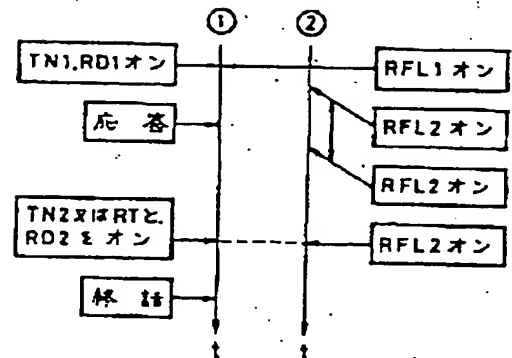 ① ②
TN1.RD1オン
RFL1オン
応答
RFL2オン
RFL2オン
TN2又はRTと.
RD2をオン
RFL2オン
終話
t t